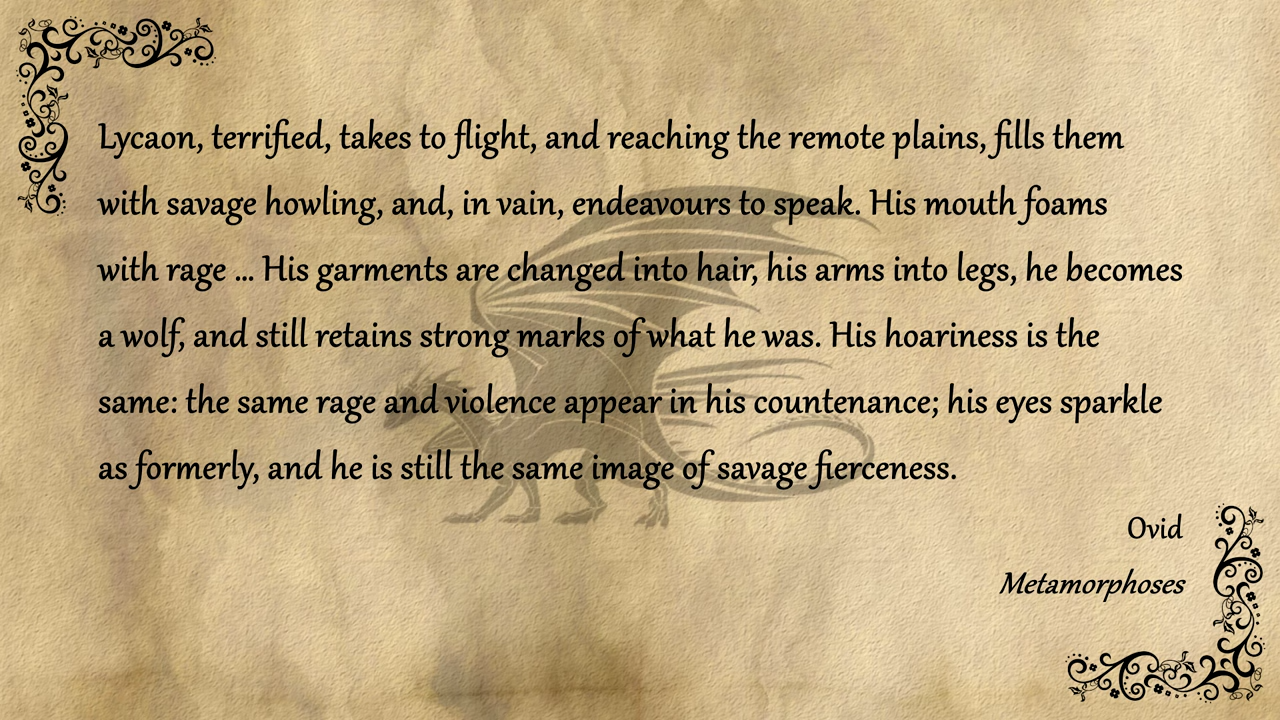 Lycaon, terrified, takes to flight, and reaching the remote plains, fills them
with savage howling, and, in vain, endeavours to speak. His mouth foams
with rage ... His garments are changed into hair, his arms into legs, he becomes
a wolf, and still retains strong marks of what he was. His hoariness is the
same: the same rage and violence appear in his countenance; his eyes sparkle
as formerly, and he is still the same image of savage fierceness.
Ovid
Metamorphoses